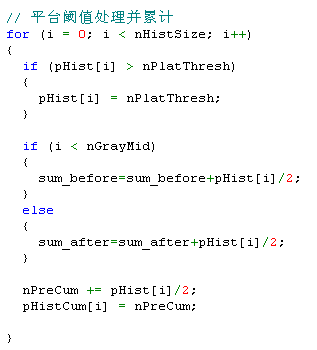 // 平台阈值处理并累计
for (i = 0; i < nHistSize; i++)
{
  if (pHist[i] > nPlatThresh)
  {
    pHist[i] = nPlatThresh;
  }

  if (i < nGrayMid)
  {
    sum_before=sum_before+pHist[i]/2;
  }
  else
  {
    sum_after=sum_after+pHist[i]/2;
  }

  nPreCum += pHist[i]/2;
  pHistCum[i] = nPreCum;

}